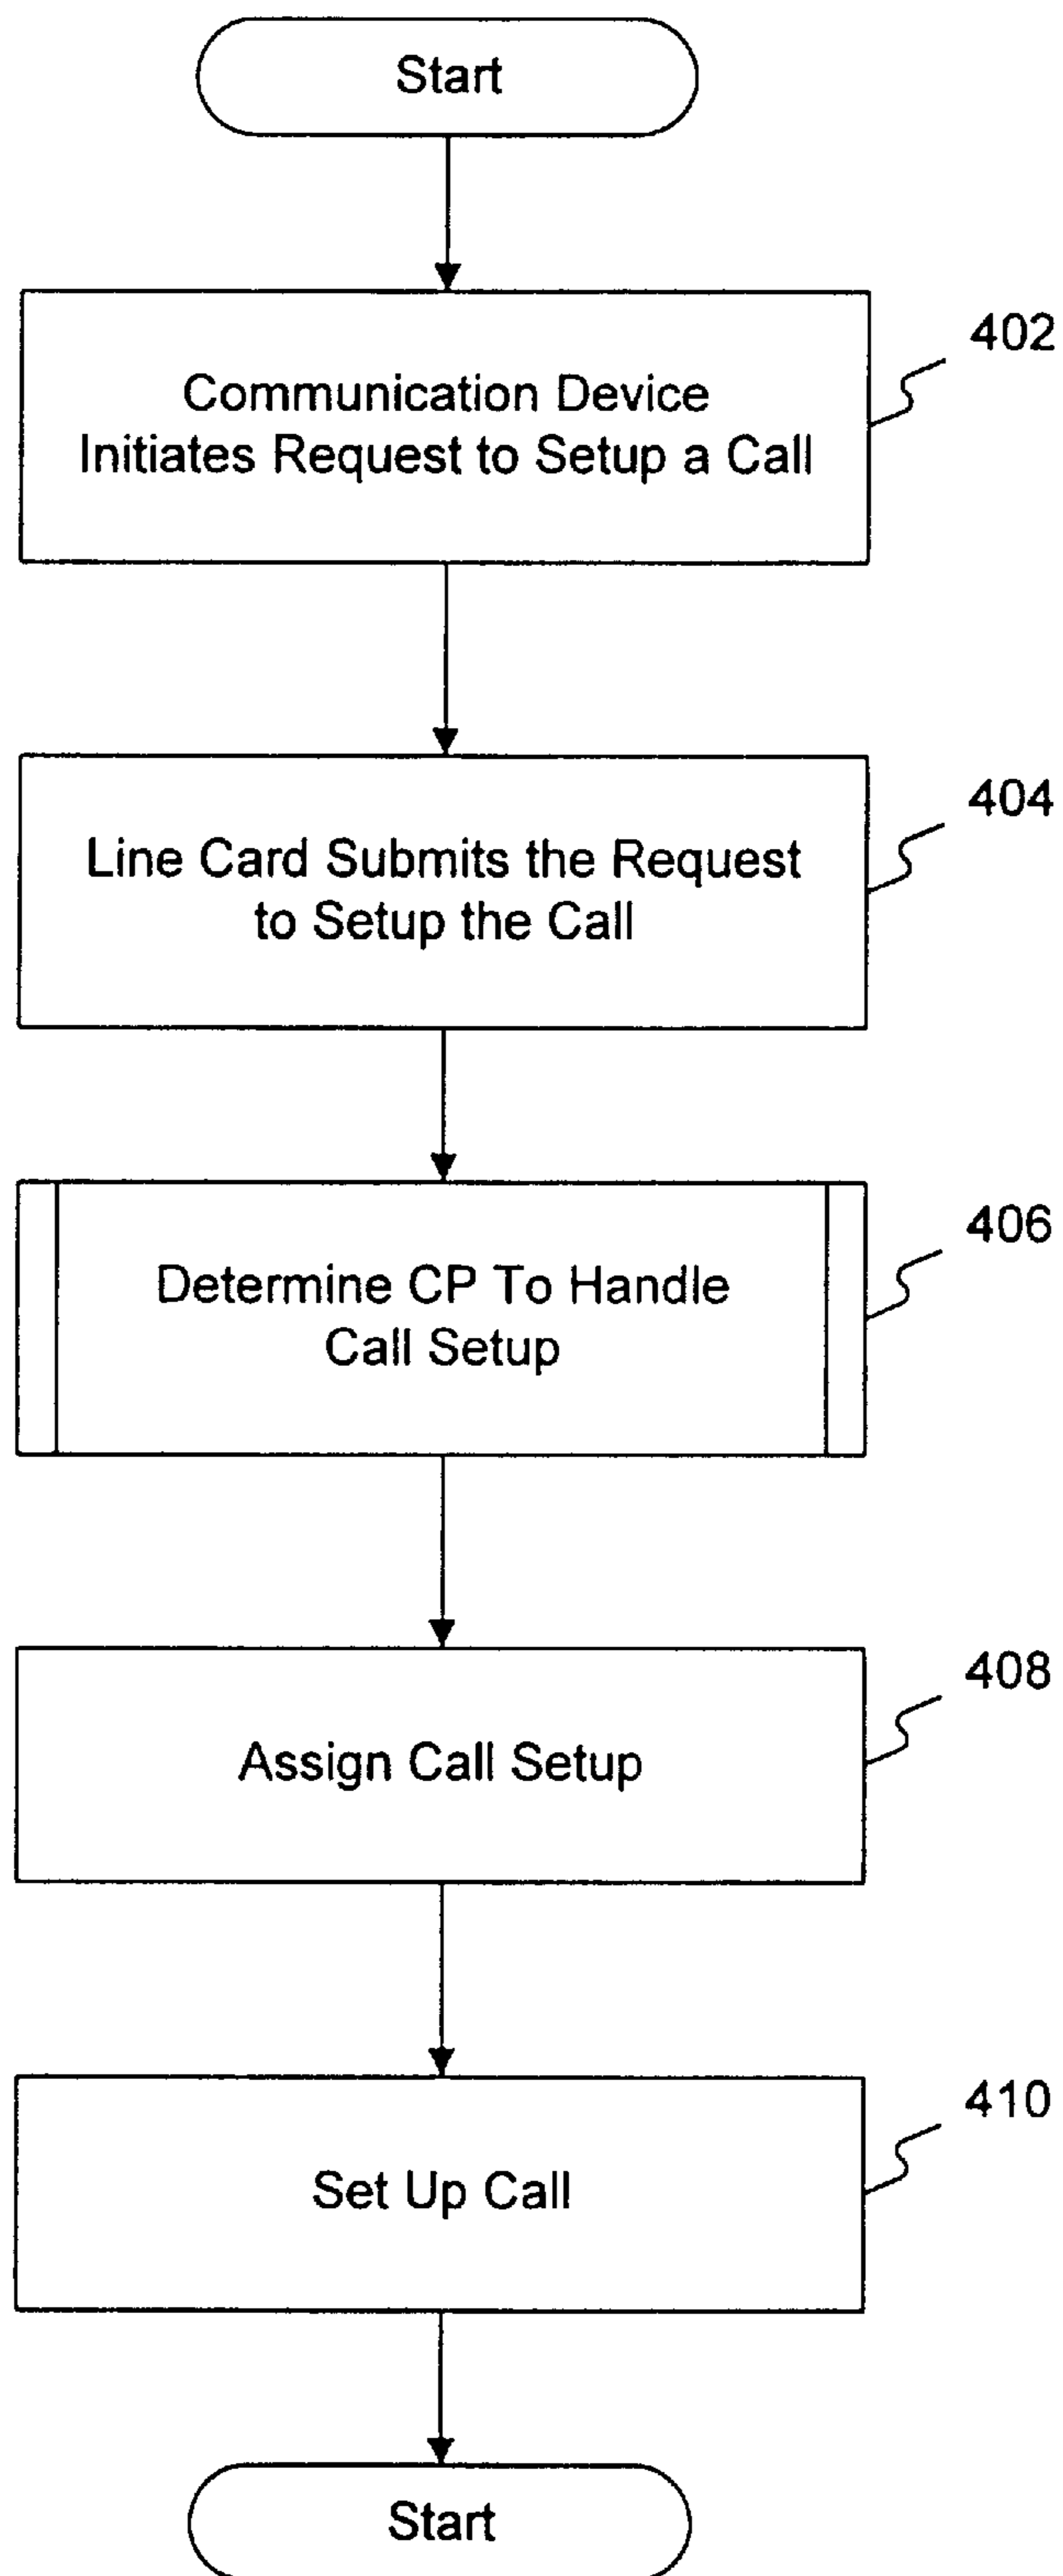 Start
402
Communication Device
Initiates Request to Setup a Call
404
Line Card Submits the Request
to Setup the Call
406
Determine CP To Handle
Call Setup
408
Assign Call Setup
410
Set Up Call
Start